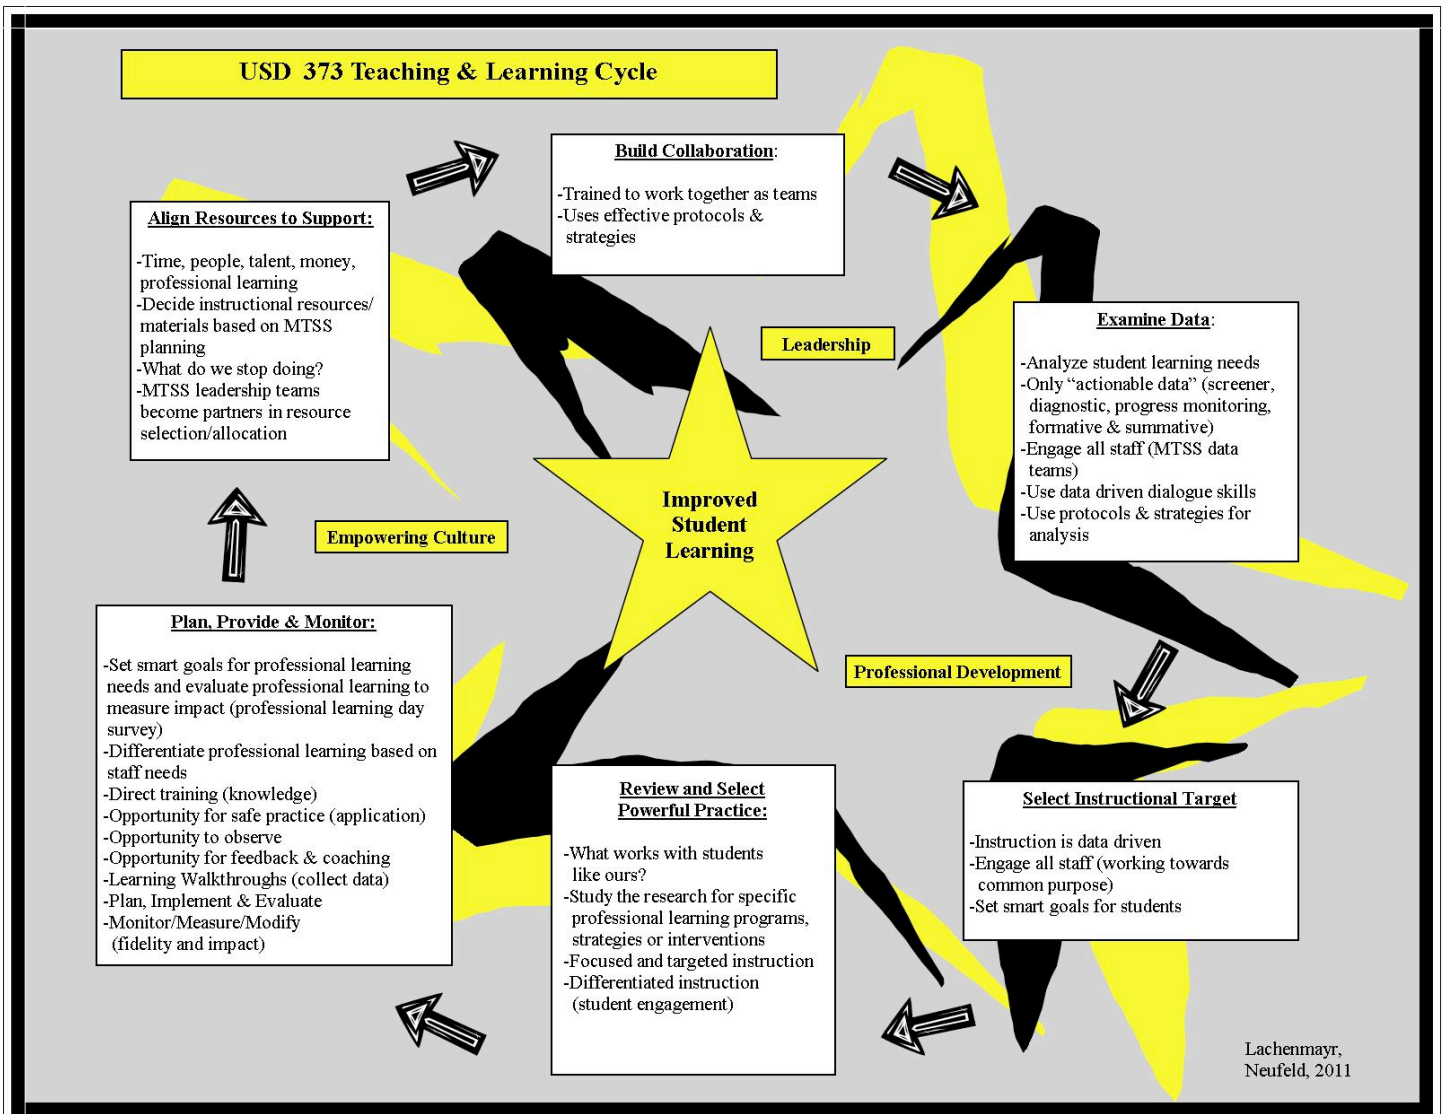 USD 373 Teaching & Learning Cycle
Build Collaboration:
-Trained to work together as teams
-Uses effective protocols &
strategies
Align Resources to Support:
-Time, people, talent, money,
professional learning
-Decide instructional resources/
materials based on MTSS
planning
-What do we stop doing?
-MTSS leadership teams
become partners in resource
selection/allocation
Leadership
Examine Data:
-Analyze student learning needs
-Only “actionable data” (screener,
diagnostic, progress monitoring,
formative & summative)
-Engage all staff (MTSS data
teams)
-Use data driven dialogue skills
-Use protocols & strategies for
analysis
Improved
Student
Learning
Empowering Culture
Professional Development
Plan, Provide & Monitor:
-Set smart goals for professional learning
needs and evaluate professional learning to
measure impact (professional learning day
survey)
-Differentiate professional learning based on
staff needs
-Direct training (knowledge)
-Opportunity for safe practice (application)
-Opportunity to observe
-Opportunity for feedback & coaching
-Learning Walkthroughs (collect data)
-Plan, Implement & Evaluate
-Monitor/Measure/Modify
(fidelity and impact)
Review and Select
Powerful Practice:
-What works with students
like ours?
-Study the research for specific
professional learning programs,
strategies or interventions
-Focused and targeted instruction
-Differentiated instruction
(student engagement)
Select Instructional Target
-Instruction is data driven
-Engage all staff (working towards
common purpose)
-Set smart goals for students
Lachenmayr,
Neufeld, 2011